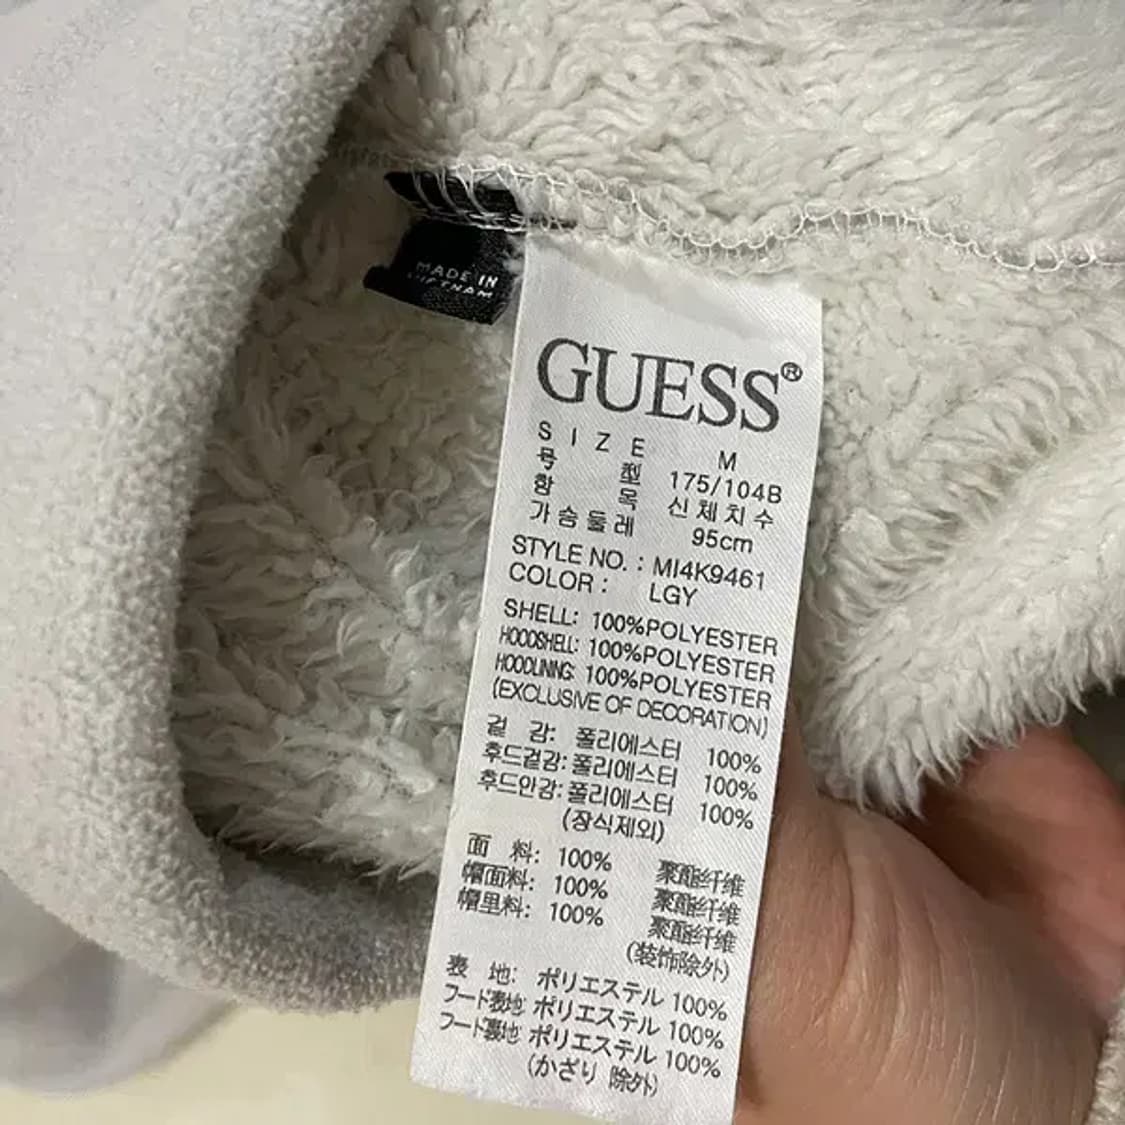 MADE IN
VIETNAM
GUESS®
SIZE M
号 型 175/104B
항 목 신체치수
가슴둘레 95cm
STYLE NO. : MI4K9461
COLOR : LGY
SHELL: 100%POLYESTER
HOODSHELL: 100%POLYESTER
HOODLINING: 100%POLYESTER
(EXCLUSIVE OF DECORATION)
겉 감: 폴리에스터 100%
후드겉감: 폴리에스터 100%
후드안감: 폴리에스터 100%
(장식제외)
面 料: 100% 聚酯纤维
帽面料: 100% 聚酯纤维
帽里料: 100% 聚酯纤维
(装饰除外)
表 地: ポリエステル 100%
フード表地: ポリエステル 100%
フード裏地: ポリエステル 100%
(かざり 除外)